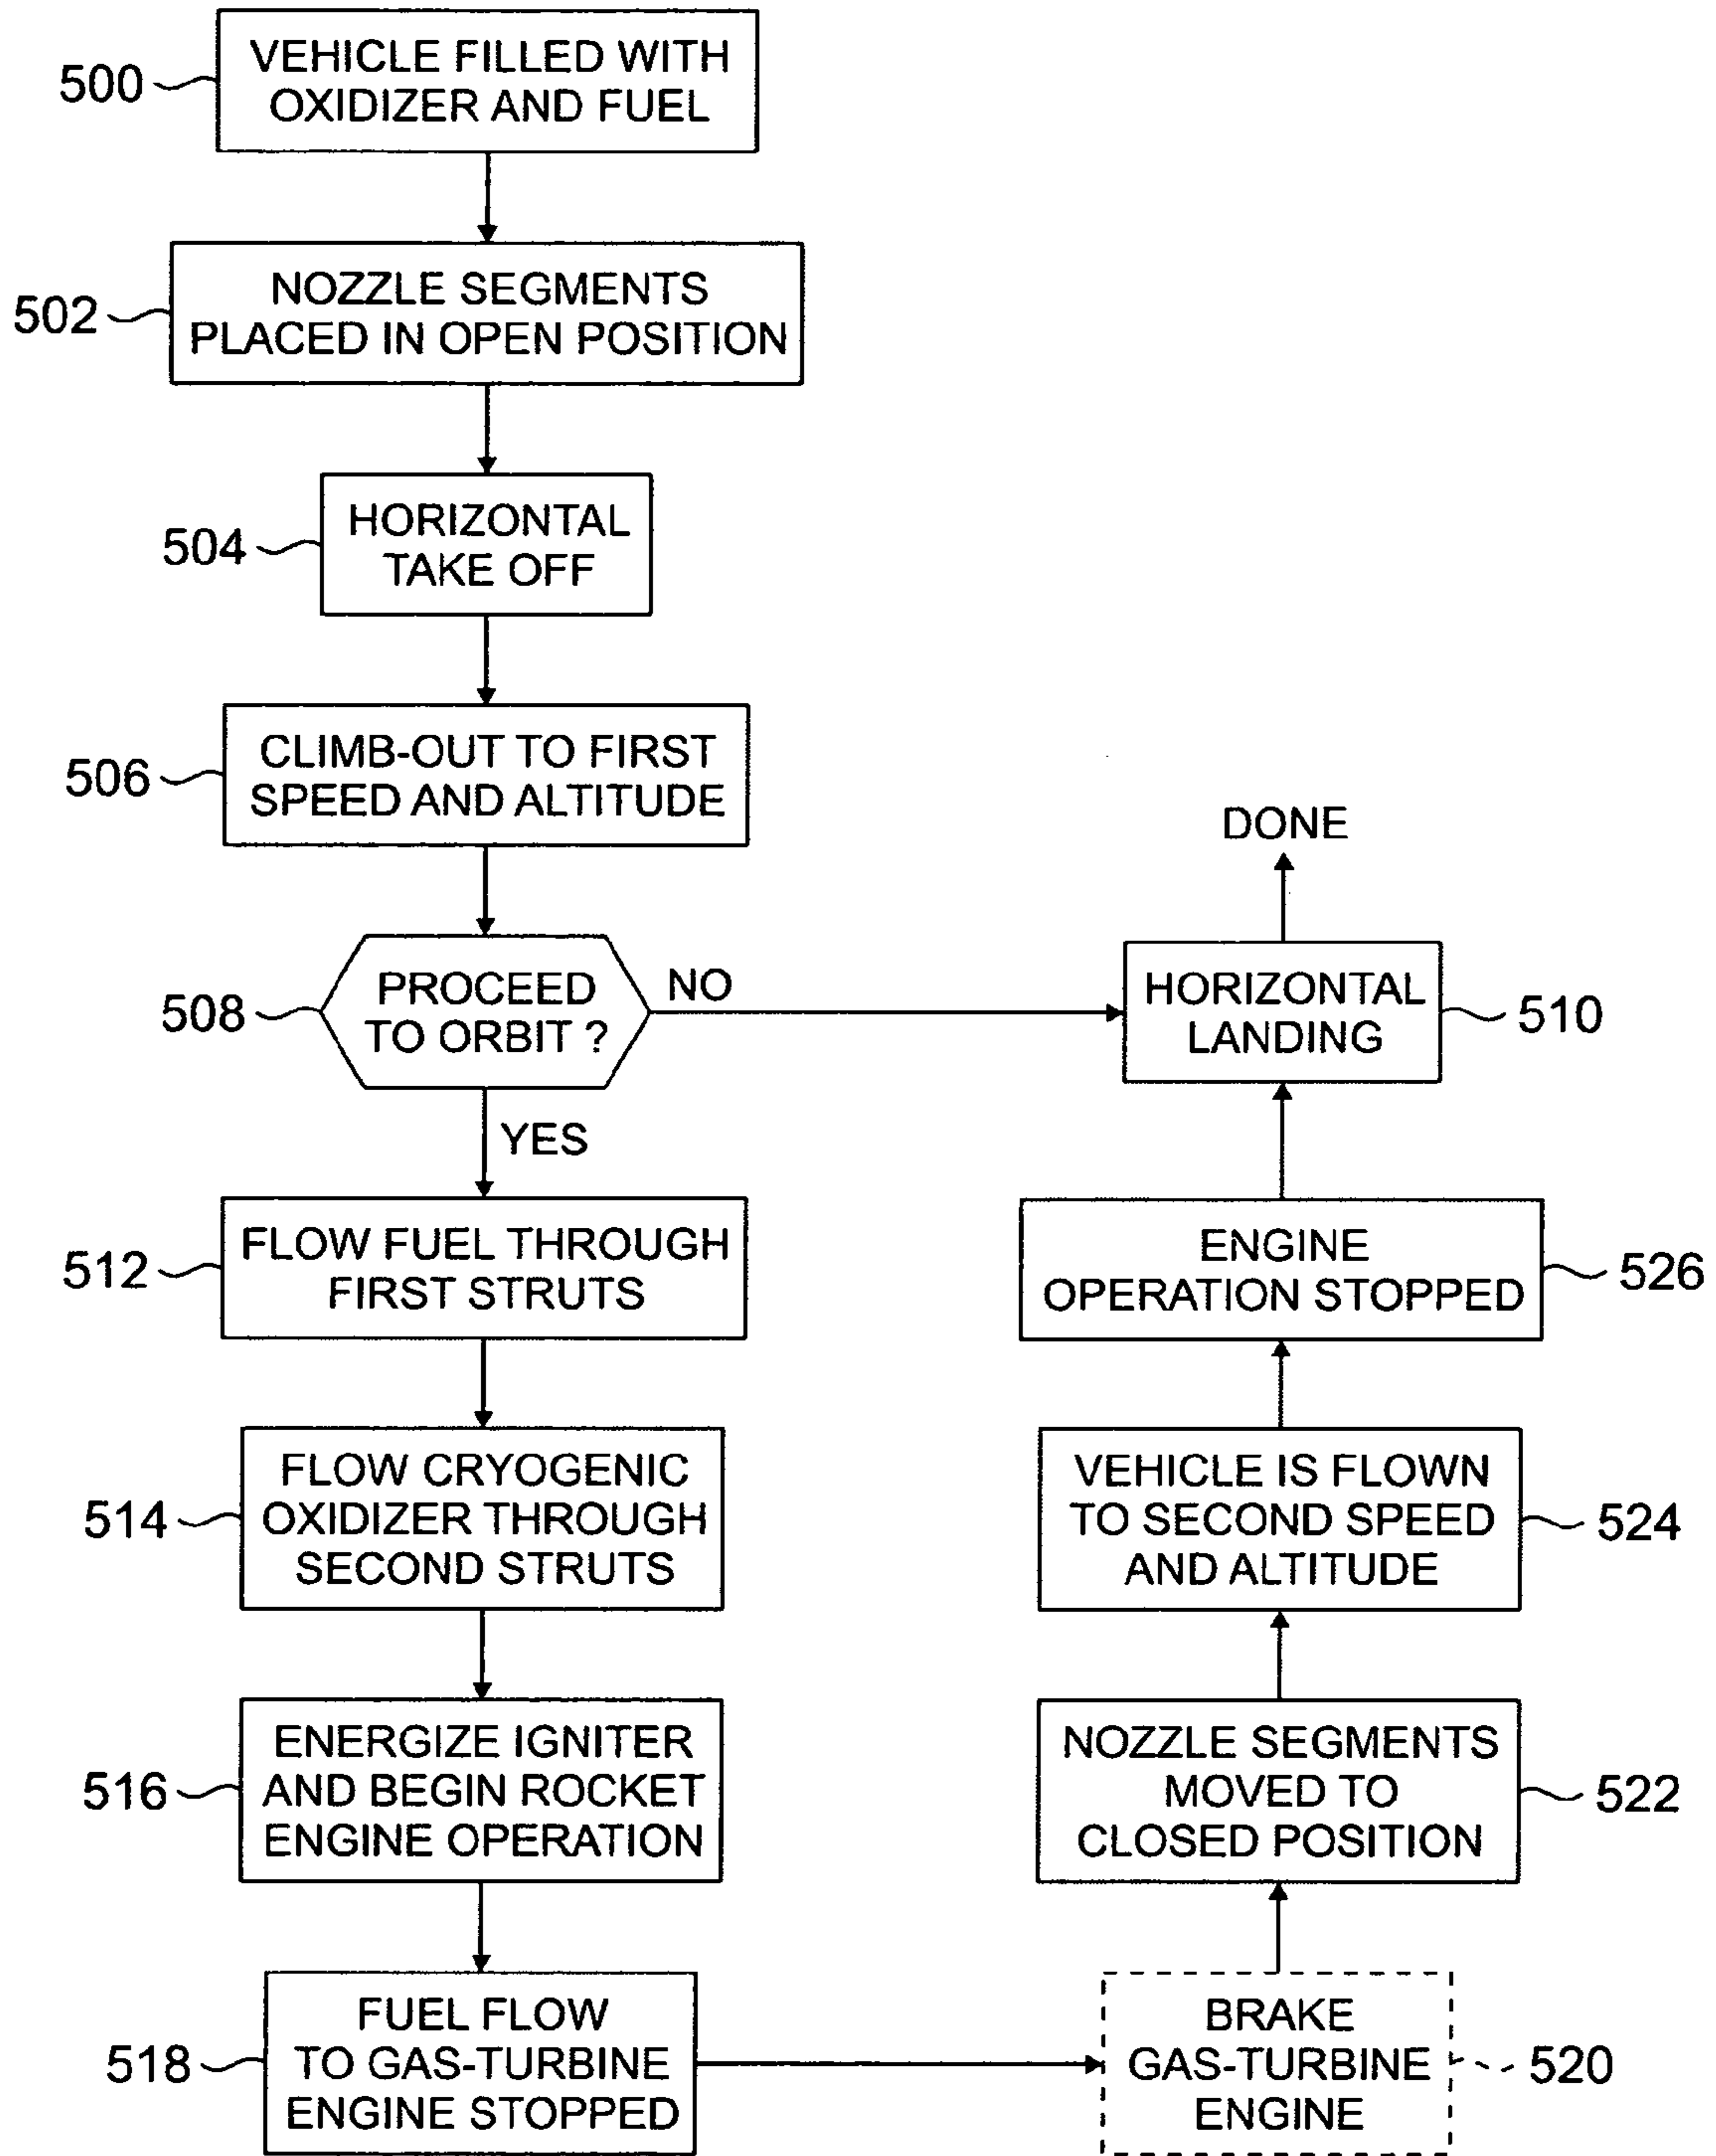 500
VEHICLE FILLED WITH
OXIDIZER AND FUEL
502
NOZZLE SEGMENTS
PLACED IN OPEN POSITION
504
HORIZONTAL
TAKE OFF
506
CLIMB-OUT TO FIRST
SPEED AND ALTITUDE
508
PROCEED
TO ORBIT ?
NO
YES
512
FLOW FUEL THROUGH
FIRST STRUTS
514
FLOW CRYOGENIC
OXIDIZER THROUGH
SECOND STRUTS
516
ENERGIZE IGNITER
AND BEGIN ROCKET
ENGINE OPERATION
518
FUEL FLOW
TO GAS-TURBINE
ENGINE STOPPED
BRAKE
GAS-TURBINE
ENGINE
520
NOZZLE SEGMENTS
MOVED TO
CLOSED POSITION
522
VEHICLE IS FLOWN
TO SECOND SPEED
AND ALTITUDE
524
ENGINE
OPERATION STOPPED
526
HORIZONTAL
LANDING
510
DONE